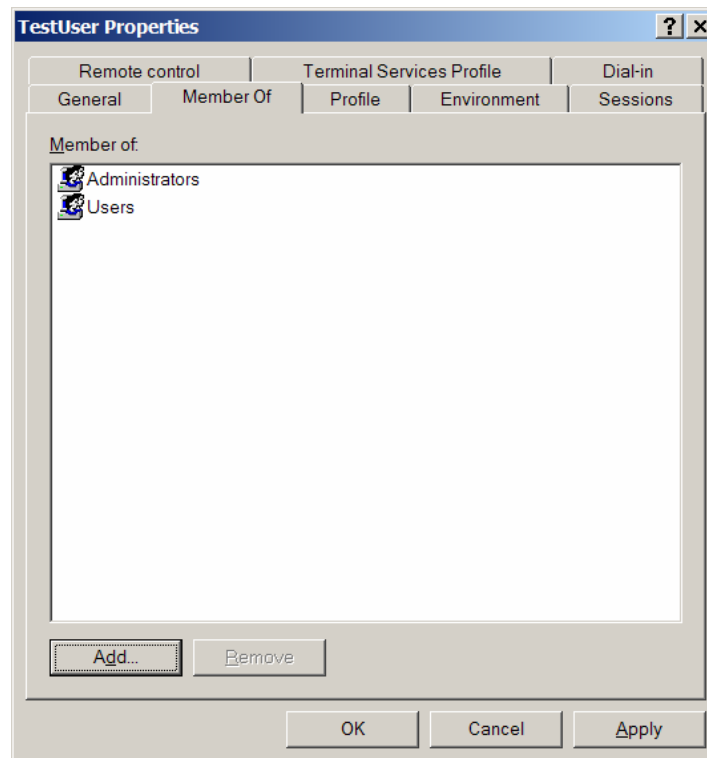 TestUser Properties
Remote control Terminal Services Profile Dial-in
General Member Of Profile Environment Sessions
Member of:
Administrators
Users
Add... Remove
OK Cancel Apply